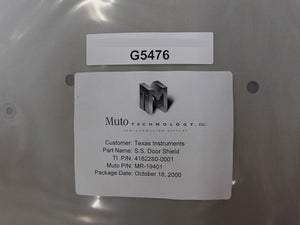 G5476
Muto
TECHNOLOGY, INC.
SEMICONDUCTOR SUPPORT
Customer: Texas Instruments
Part Name: S.S. Door Shield
TI P/N: 4182280-0001
Muto P/N: MR-19401
Package Date: October 18, 2000